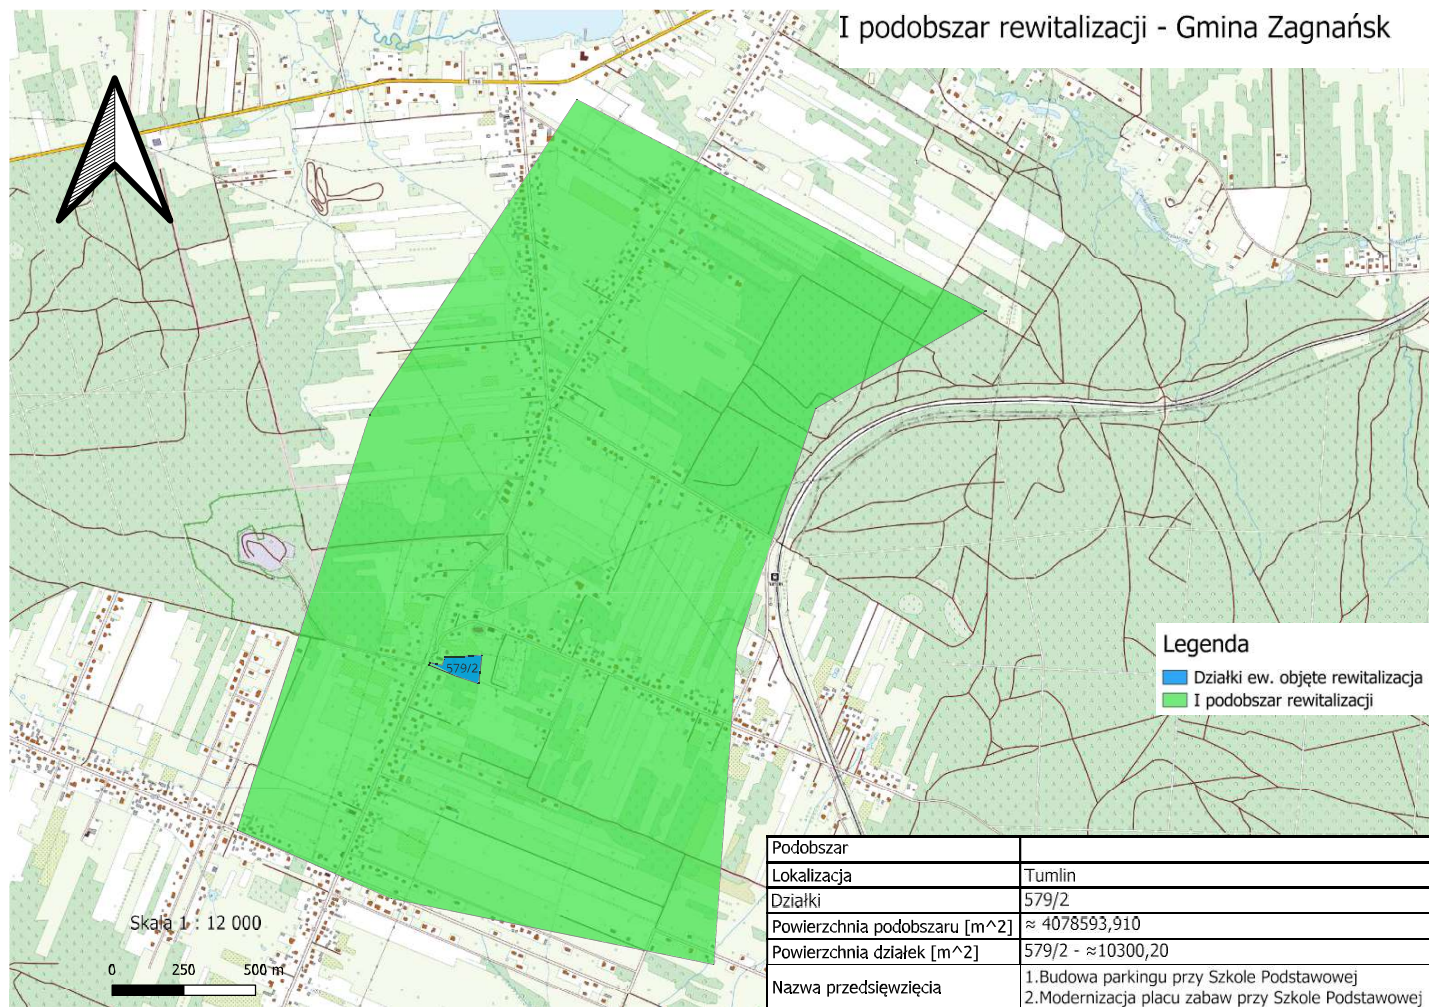 I podobszar rewitalizacji - Gmina Zagnańsk
579/2
Legenda
Działki ew. objęte rewitalizacja
I podobszar rewitalizacji
Skala 1 : 12 000
0 250 500 m
Podobszar
Lokalizacja Tumlin
Działki 579/2
Powierzchnia podobszaru [m^2] ≈ 4078593,910
Powierzchnia działek [m^2] 579/2 - ≈10300,20
Nazwa przedsięwzięcia 1.Budowa parkingu przy Szkole Podstawowej
2.Modernizacja placu zabaw przy Szkole Podstawowej